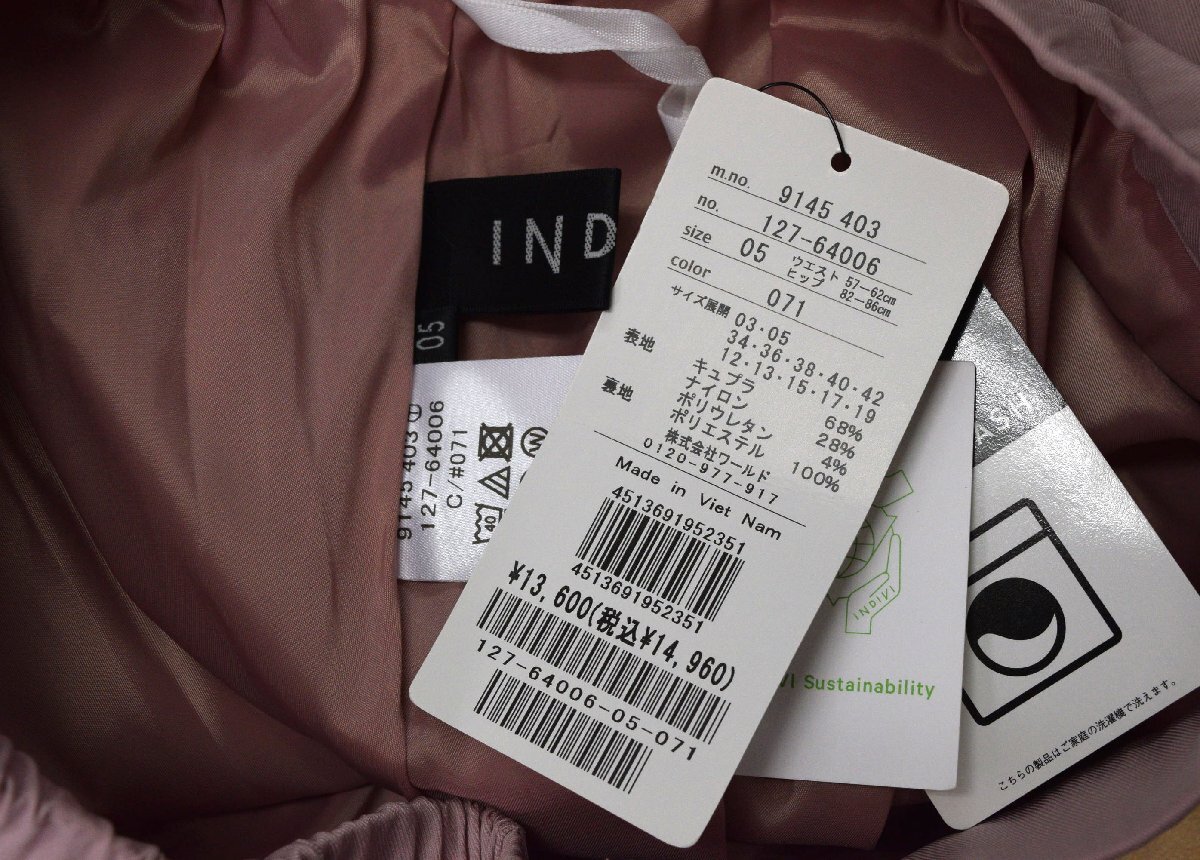 IND
05
9145 403 ①
127-64006
C/#071
40
W
m.no. 9145 403
no. 127-64006
size 05 ウエスト 57-62cm
ヒップ 82-86cm
color 071
サイズ展開 03・05
34・36・38・40・42
12・13・15・17・19
表地 キュプラ 68%
ナイロン 28%
ポリウレタン 4%
裏地 ポリエステル 100%
株式会社ワールド
0120-977-917
Made in Viet Nam
4513691952351
4513691952351
¥13,600(税込¥14,960)
127-64006-05-071
INDIVI
VI Sustainability
こちらの製品はご家庭の洗濯機で洗えます。